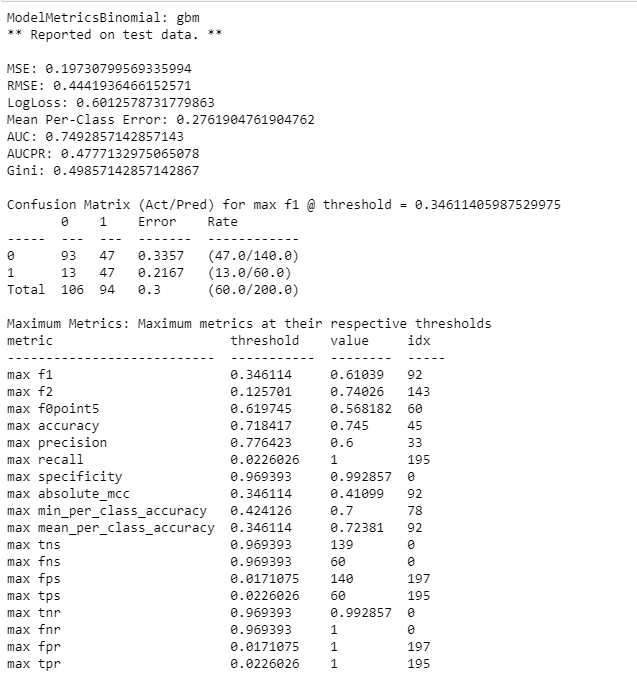 ModelMetricsBinomial: gbm
** Reported on test data. **
MSE: 0.19730799569335994
RMSE: 0.4441936466152571
LogLoss: 0.6012578731779863
Mean Per-Class Error: 0.2761904761904762
AUC: 0.7492857142857143
AUCPR: 0.4777132975065078
Gini: 0.49857142857142867
Confusion Matrix (Act/Pred) for max f1 @ threshold = 0.34611405987529975
0 1 Error Rate
----- --- --- ------- ------------
0 93 47 0.3357 (47.0/140.0)
1 13 47 0.2167 (13.0/60.0)
Total 106 94 0.3 (60.0/200.0)
Maximum Metrics: Maximum metrics at their respective thresholds
metric threshold value idx
--------------------------- ----------- -------- -----
max f1 0.346114 0.61039 92
max f2 0.125701 0.74026 143
max f0point5 0.619745 0.568182 60
max accuracy 0.718417 0.745 45
max precision 0.776423 0.6 33
max recall 0.0226026 1 195
max specificity 0.969393 0.992857 0
max absolute_mcc 0.346114 0.41099 92
max min_per_class_accuracy 0.424126 0.7 78
max mean_per_class_accuracy 0.346114 0.72381 92
max tns 0.969393 139 0
max fns 0.969393 60 0
max fps 0.0171075 140 197
max tps 0.0226026 60 195
max tnr 0.969393 0.992857 0
max fnr 0.969393 1 0
max fpr 0.0171075 1 197
max tpr 0.0226026 1 195